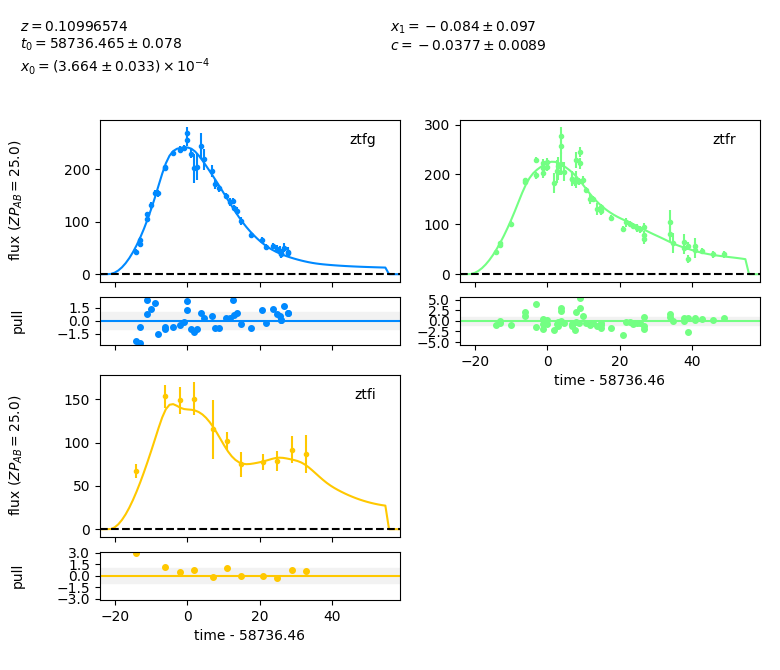 z = 0.10996574
t₀ = 58736.465 ± 0.078
x₀ = (3.664 ± 0.033) × 10⁻⁴
x₁ = −0.084 ± 0.097
c = −0.0377 ± 0.0089
ztfg
flux (ZP_AB = 25.0)
200
100
0
pull
1.5
0.0
−1.5
ztfr
300
200
100
0
5.0
2.5
0.0
−2.5
−5.0
−20
0
20
40
time - 58736.46
ztfi
flux (ZP_AB = 25.0)
150
100
50
0
pull
3.0
1.5
0.0
−1.5
−3.0
−20
0
20
40
time - 58736.46